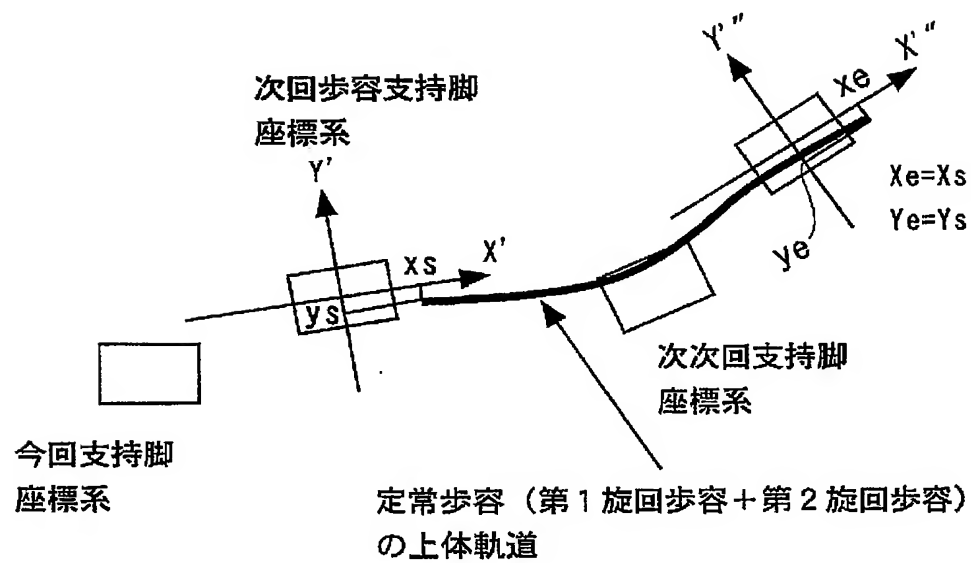 Y'"
X'"
xe
次回歩容支持脚
座標系
Y'
Xe=Xs
Ye=Ys
ye
X'
xs
ys
次次回支持脚
座標系
今回支持脚
座標系
定常歩容（第１旋回歩容＋第２旋回歩容）
の上体軌道